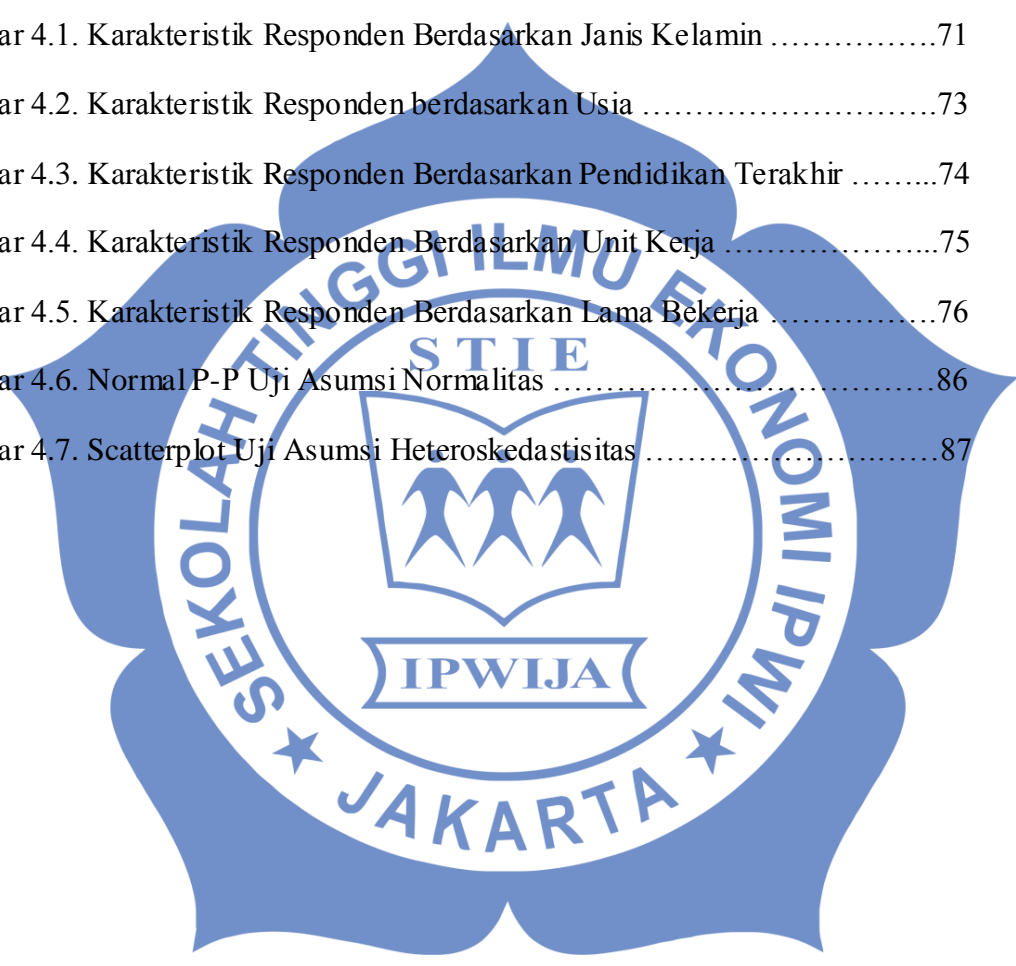 ar 4.1. Karakteristik Responden Berdasarkan Janis Kelamin …………….71
ar 4.2. Karakteristik Responden berdasarkan Usia ……………………….73
ar 4.3. Karakteristik Responden Berdasarkan Pendidikan Terakhir ……...74
ar 4.4. Karakteristik Responden Berdasarkan Unit Kerja ………………..75
ar 4.5. Karakteristik Responden Berdasarkan Lama Bekerja …………….76
ar 4.6. Normal P-P Uji Asumsi Normalitas ……………………………….86
ar 4.7. Scatterplot Uji Asumsi Heteroskedastisitas ………………….…….87
SEKOLAH TINGGI ILMU EKONOMI IPWI
STIE
IPWIJA
JAKARTA